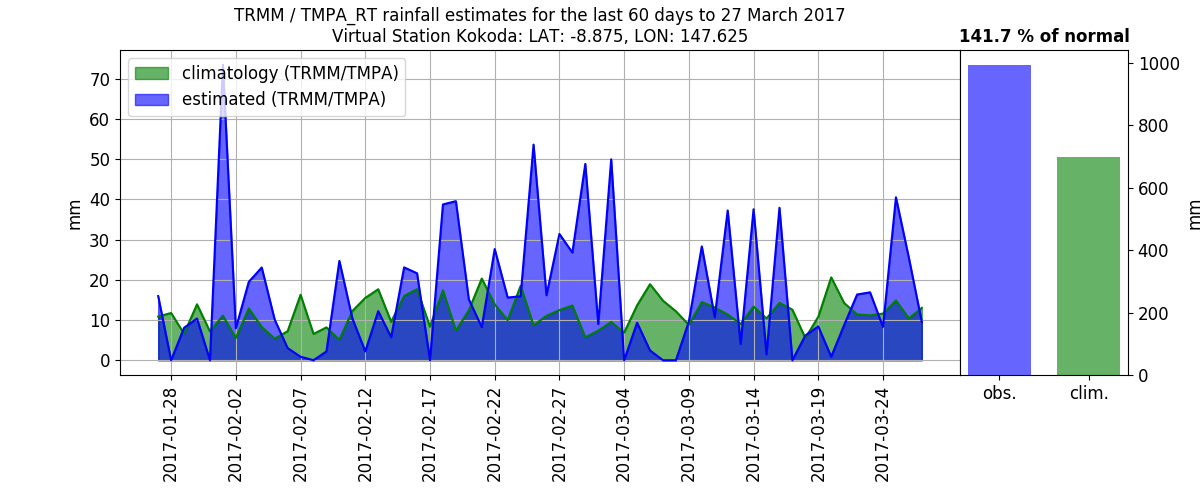 TRMM / TMPA_RT rainfall estimates for the last 60 days to 27 March 2017
Virtual Station Kokoda: LAT: -8.875, LON: 147.625
141.7 % of normal
climatology (TRMM/TMPA)
estimated (TRMM/TMPA)
mm
70
60
50
40
30
20
10
0
2017-01-28
2017-02-02
2017-02-07
2017-02-12
2017-02-17
2017-02-22
2017-02-27
2017-03-04
2017-03-09
2017-03-14
2017-03-19
2017-03-24
1000
800
600
400
200
0
mm
obs.
clim.